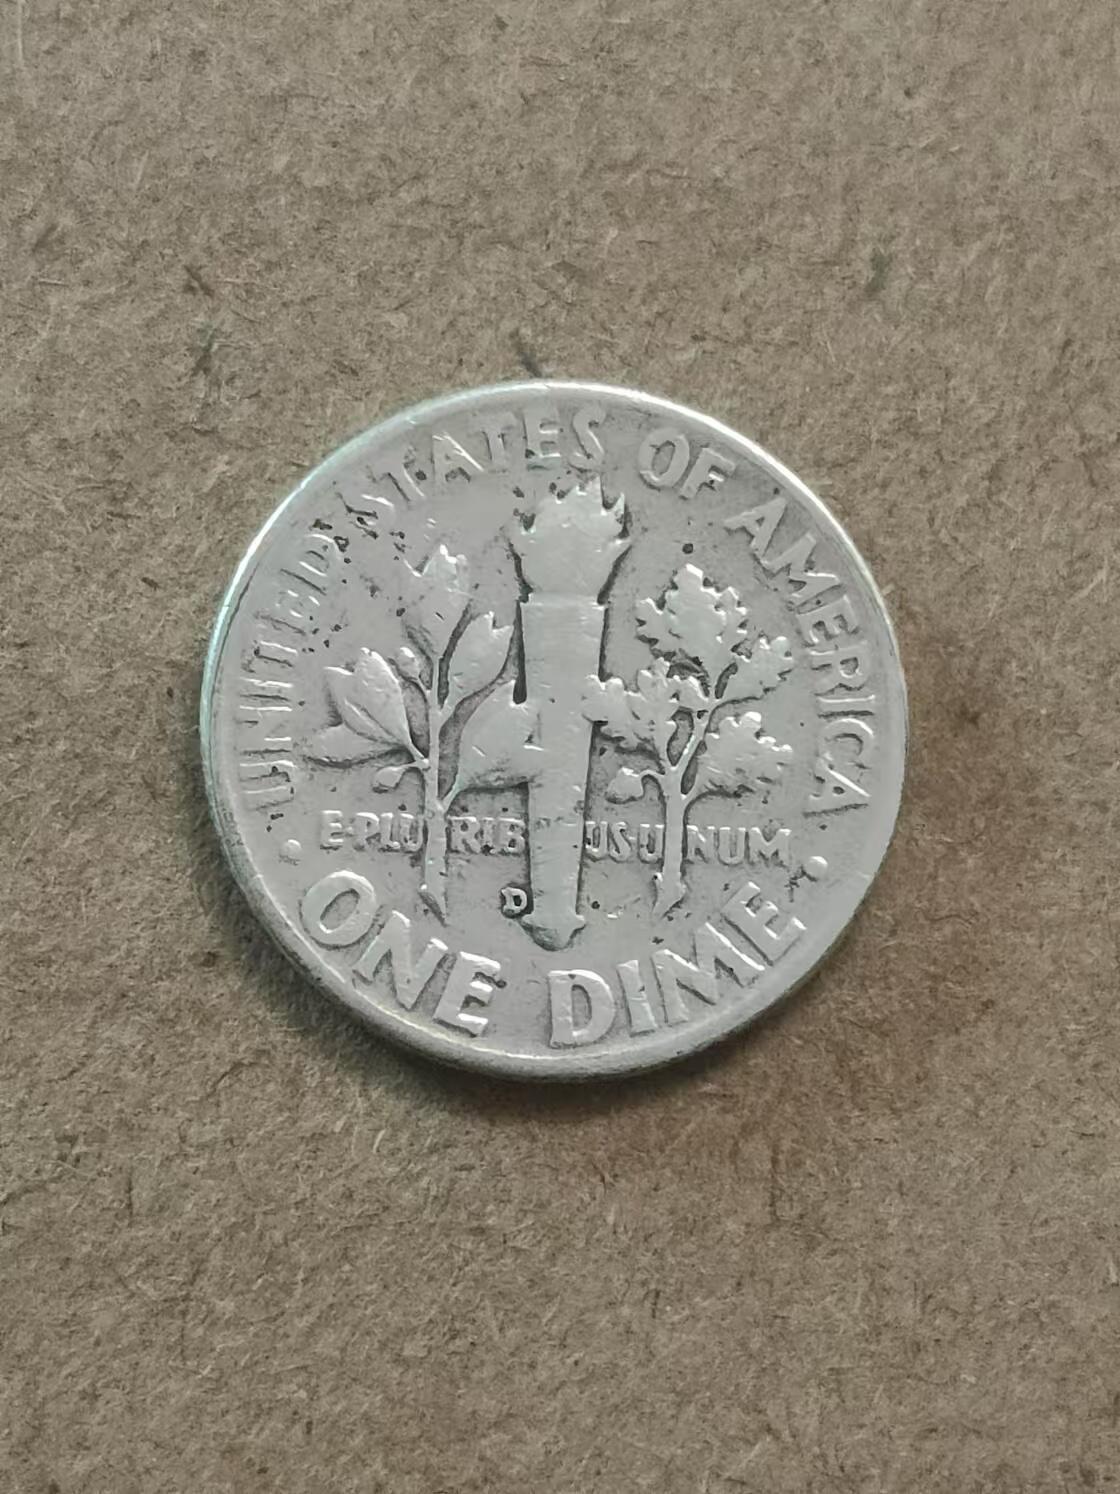 UNITED STATES OF AMERICA
E·PLURIBUS UNUM
D
· ONE DIME ·